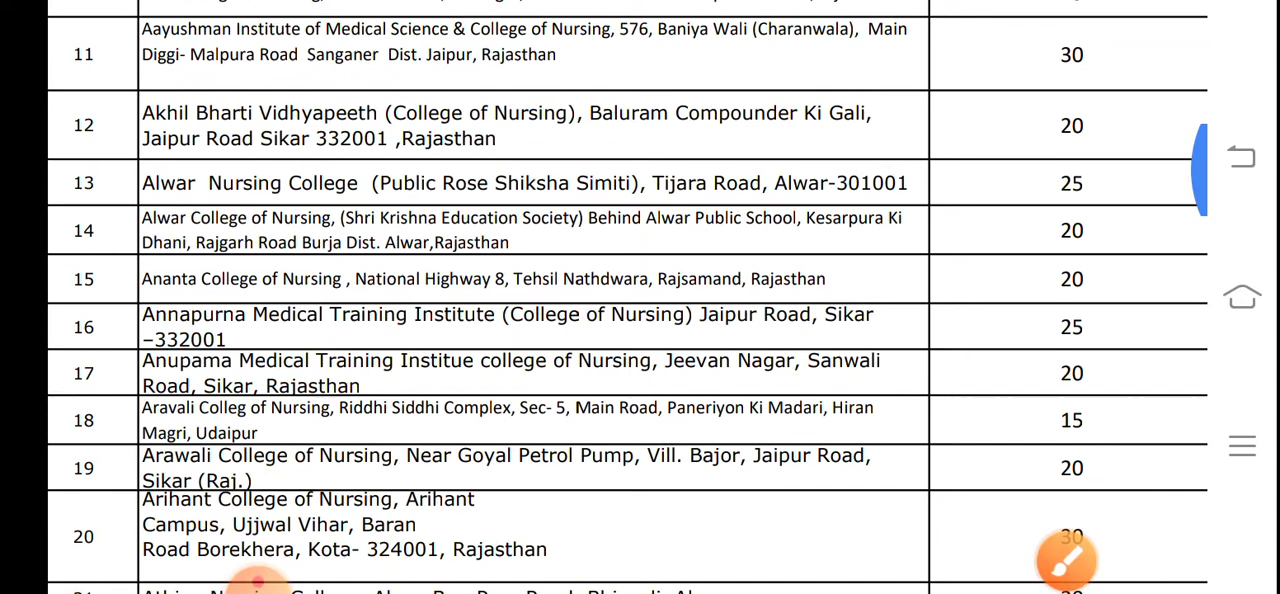 11 Aayushman Institute of Medical Science & College of Nursing, 576, Baniya Wali (Charanwala), Main
Diggi- Malpura Road Sanganer Dist. Jaipur, Rajasthan 30
12 Akhil Bharti Vidhyapeeth (College of Nursing), Baluram Compounder Ki Gali,
Jaipur Road Sikar 332001 ,Rajasthan 20
13 Alwar Nursing College (Public Rose Shiksha Simiti), Tijara Road, Alwar-301001 25
14 Alwar College of Nursing, (Shri Krishna Education Society) Behind Alwar Public School, Kesarpura Ki
Dhani, Rajgarh Road Burja Dist. Alwar,Rajasthan 20
15 Ananta College of Nursing , National Highway 8, Tehsil Nathdwara, Rajsamand, Rajasthan 20
16 Annapurna Medical Training Institute (College of Nursing) Jaipur Road, Sikar
–332001 25
17 Anupama Medical Training Institue college of Nursing, Jeevan Nagar, Sanwali
Road, Sikar, Rajasthan 20
18 Aravali Colleg of Nursing, Riddhi Siddhi Complex, Sec- 5, Main Road, Paneriyon Ki Madari, Hiran
Magri, Udaipur 15
19 Arawali College of Nursing, Near Goyal Petrol Pump, Vill. Bajor, Jaipur Road,
Sikar (Raj.) 20
20 Arihant College of Nursing, Arihant
Campus, Ujjwal Vihar, Baran
Road Borekhera, Kota- 324001, Rajasthan 30